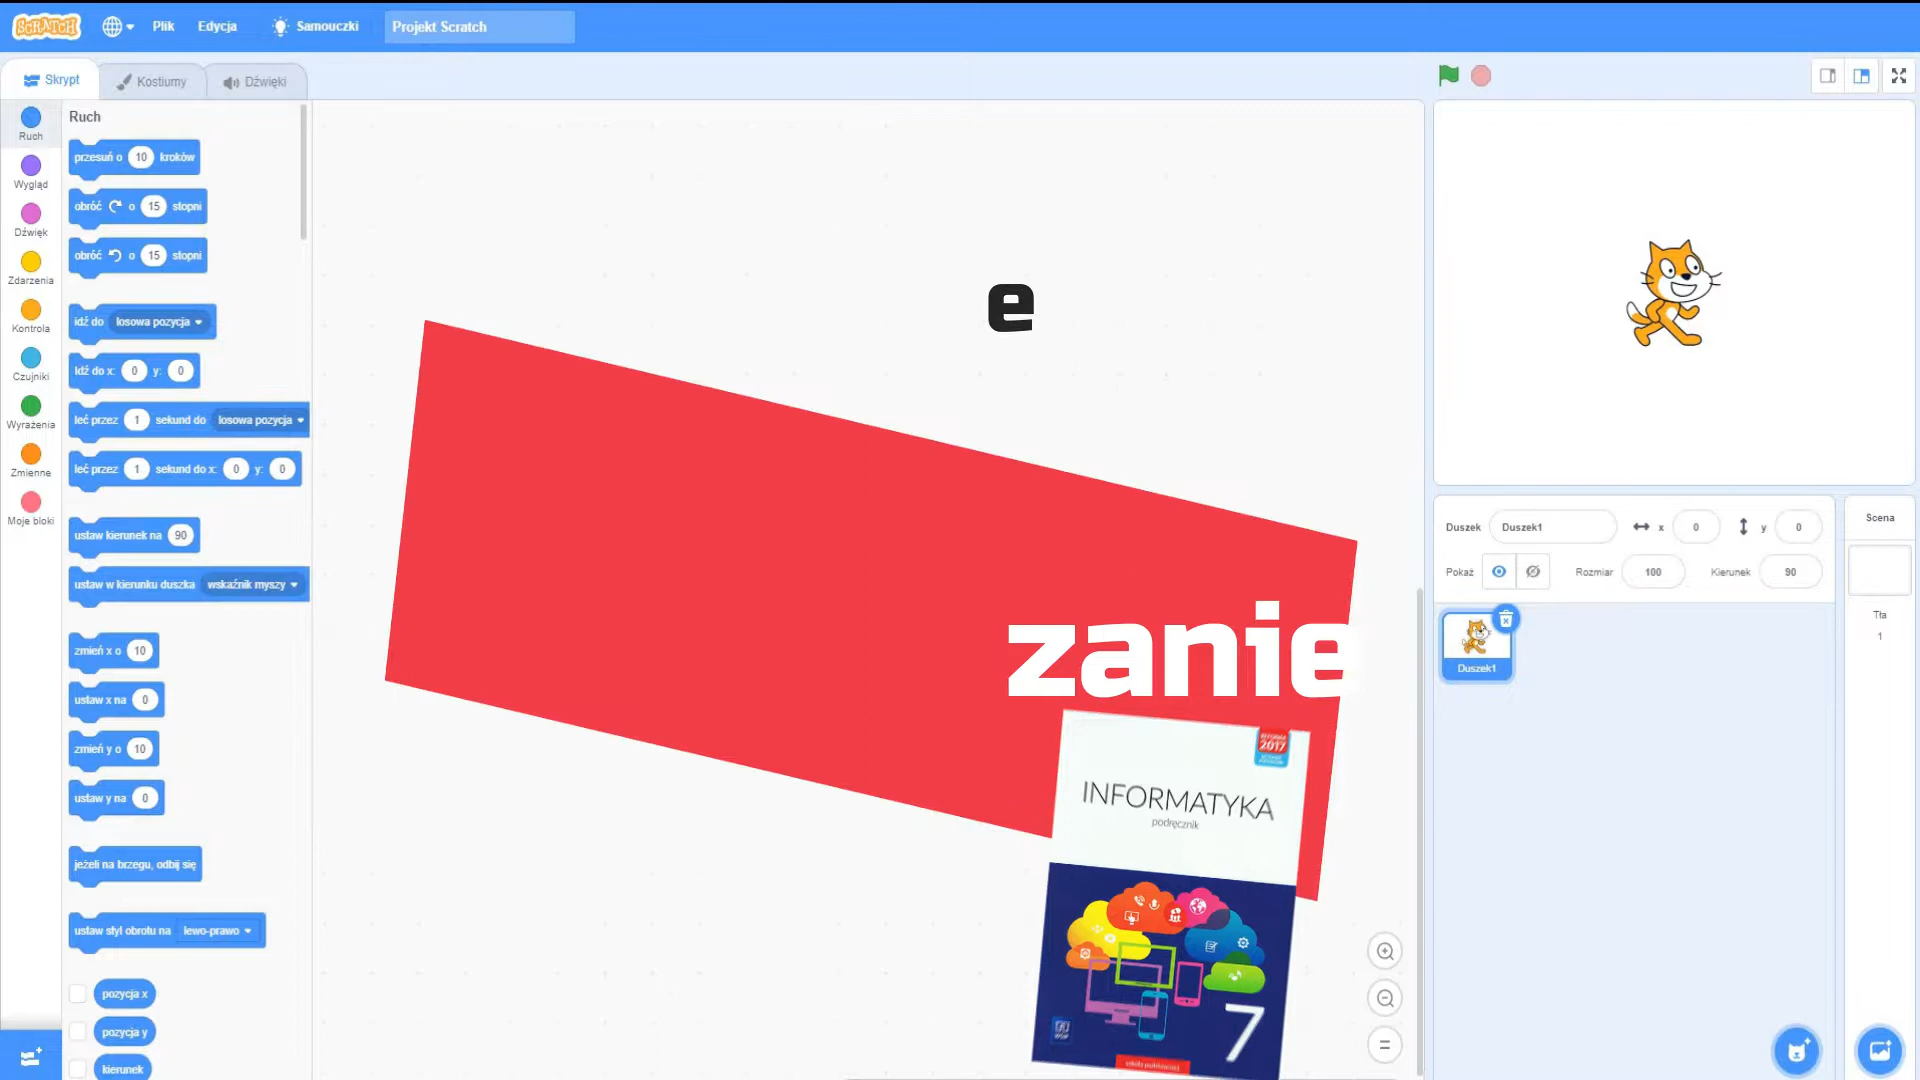 SCRATCH
Plik
Edycja
Samouczki
Projekt Scratch
Skrypt
Kostiumy
Dźwięki
Ruch
Wygląd
Dźwięk
Zdarzenia
Kontrola
Czujniki
Wyrażenia
Zmienne
Moje bloki
Ruch
przesuń o 10 kroków
obróć o 15 stopni
obróć o 15 stopni
idź do losowa pozycja
Idź do x: 0 y: 0
leć przez 1 sekund do losowa pozycja
leć przez 1 sekund do x: 0 y: 0
ustaw kierunek na 90
ustaw w kierunku duszka wskaźnik myszy
zmień x o 10
ustaw x na 0
zmień y o 10
ustaw y na 0
jeżeli na brzegu, odbij się
ustaw styl obrotu na lewo-prawo
pozycja x
pozycja y
kierunek
e
zanie
2017
INFORMATYKA
podręcznik
7
Duszek Duszek1 x 0 y 0
Pokaż Rozmiar 100 Kierunek 90
Duszek1
Scena
Tła
1